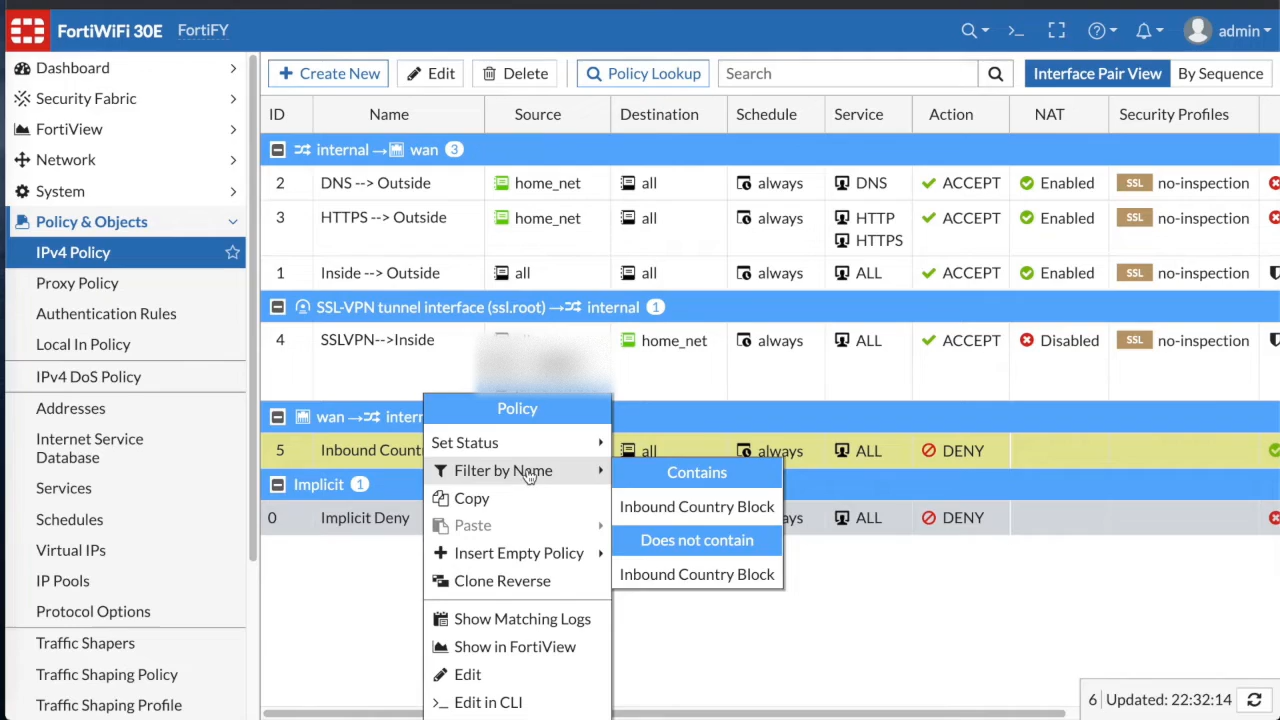 FortiWiFi 30E FortiFY admin
Dashboard
Security Fabric
FortiView
Network
System
Policy & Objects
IPv4 Policy
Proxy Policy
Authentication Rules
Local In Policy
IPv4 DoS Policy
Addresses
Internet Service
Database
Services
Schedules
Virtual IPs
IP Pools
Protocol Options
Traffic Shapers
Traffic Shaping Policy
Traffic Shaping Profile
+ Create New Edit Delete Policy Lookup Search Interface Pair View By Sequence
ID Name Source Destination Schedule Service Action NAT Security Profiles
internal → wan 3
2 DNS --> Outside home_net all always DNS ACCEPT Enabled SSL no-inspection
3 HTTPS --> Outside home_net all always HTTP ACCEPT Enabled SSL no-inspection
HTTPS
1 Inside --> Outside all all always ALL ACCEPT Enabled SSL no-inspection
SSL-VPN tunnel interface (ssl.root) → internal 1
4 SSLVPN-->Inside home_net always ALL ACCEPT Disabled SSL no-inspection
wan → intern
5 Inbound Count all always ALL DENY
Implicit 1
0 Implicit Deny ays ALL DENY
Policy
Set Status
Filter by Name
Copy
Paste
Insert Empty Policy
Clone Reverse
Show Matching Logs
Show in FortiView
Edit
>_ Edit in CLI
Contains
Inbound Country Block
Does not contain
Inbound Country Block
6 Updated: 22:32:14